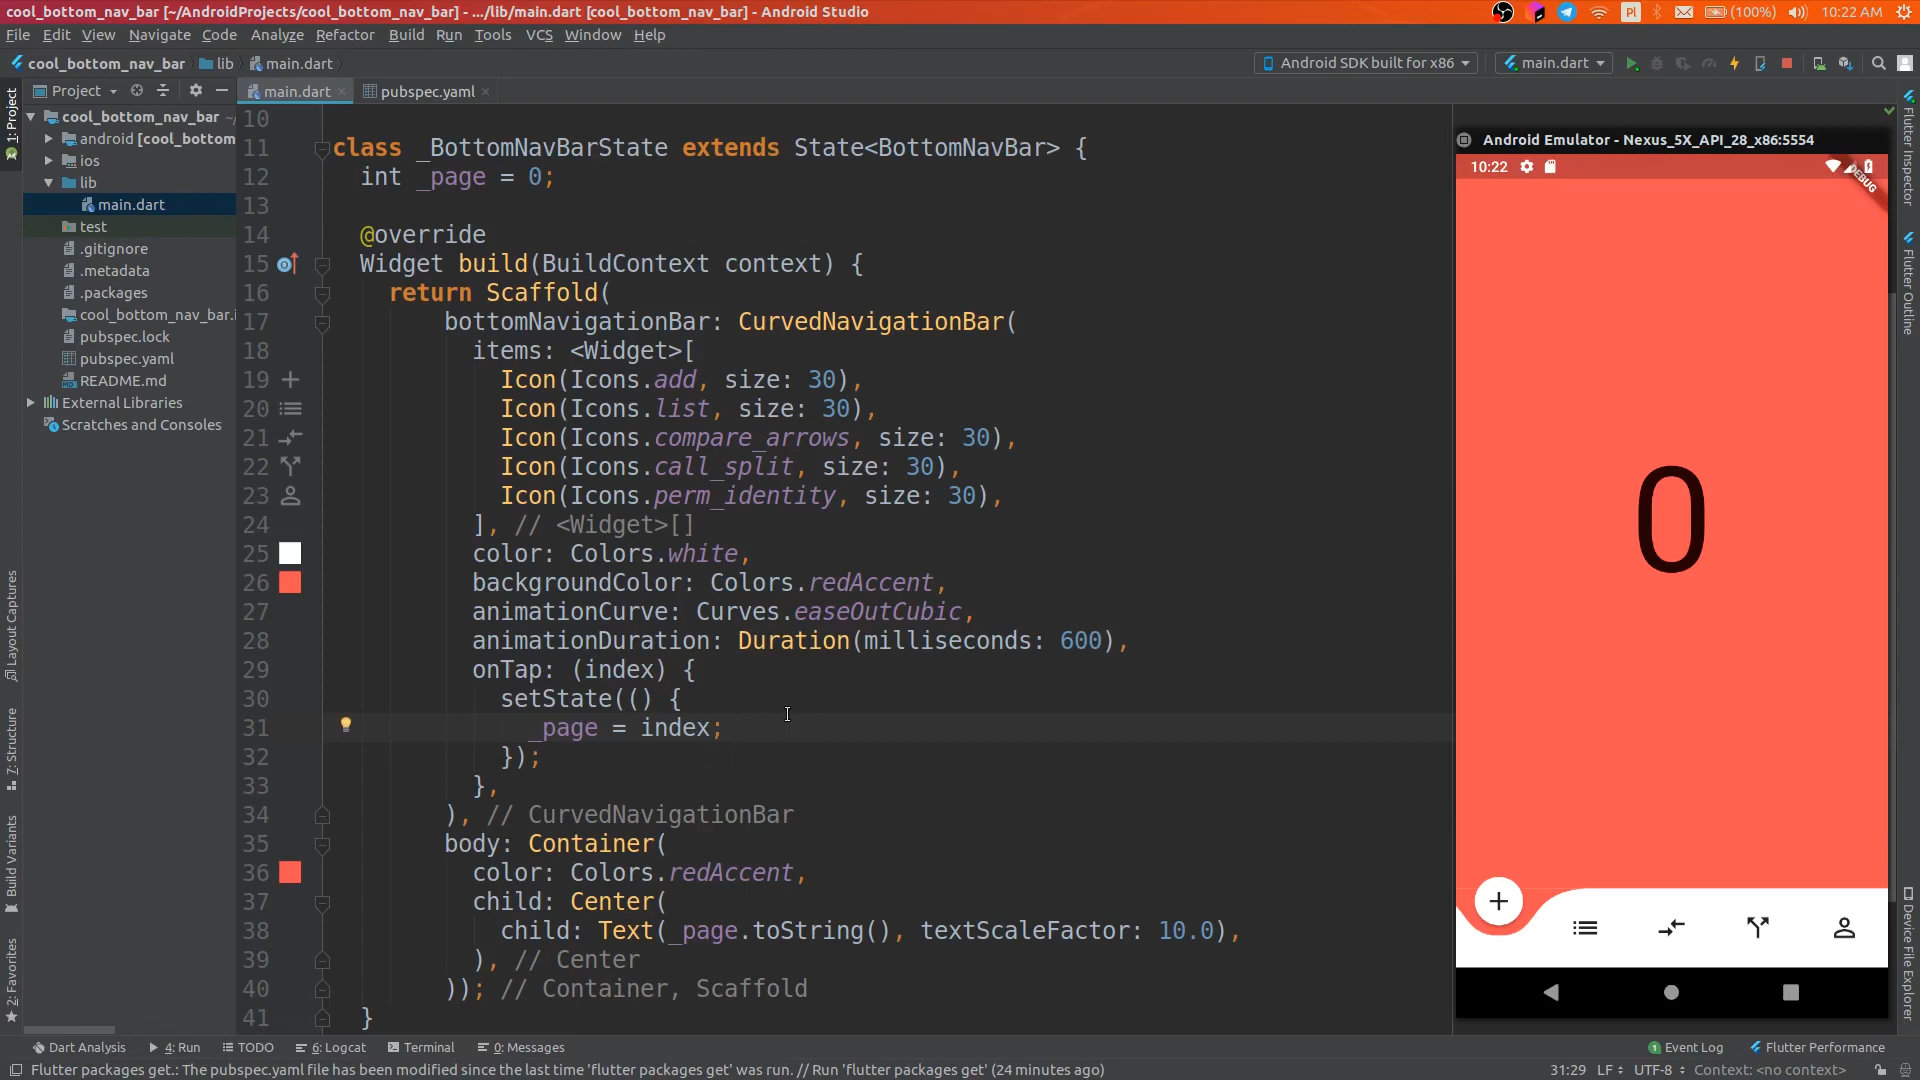 cool_bottom_nav_bar [~/AndroidProjects/cool_bottom_nav_bar] - .../lib/main.dart [cool_bottom_nav_bar] - Android Studio
Pl
(100%)
10:22 AM
File Edit View Navigate Code Analyze Refactor Build Run Tools VCS Window Help
cool_bottom_nav_bar lib main.dart
Android SDK built for x86
main.dart
1: Project
Project
main.dart
pubspec.yaml
cool_bottom_nav_bar ~/
android [cool_bottom
ios
lib
main.dart
test
.gitignore
.metadata
.packages
cool_bottom_nav_bar.i
pubspec.lock
pubspec.yaml
README.md
External Libraries
Scratches and Consoles
Layout Captures
7: Structure
Build Variants
2: Favorites
10
11 class _BottomNavBarState extends State<BottomNavBar> {
12 int _page = 0;
13
14 @override
15 Widget build(BuildContext context) {
16 return Scaffold(
17 bottomNavigationBar: CurvedNavigationBar(
18 items: <Widget>[
19 Icon(Icons.add, size: 30),
20 Icon(Icons.list, size: 30),
21 Icon(Icons.compare_arrows, size: 30),
22 Icon(Icons.call_split, size: 30),
23 Icon(Icons.perm_identity, size: 30),
24 ], // <Widget>[]
25 color: Colors.white,
26 backgroundColor: Colors.redAccent,
27 animationCurve: Curves.easeOutCubic,
28 animationDuration: Duration(milliseconds: 600),
29 onTap: (index) {
30 setState(() {
31 _page = index;
32 });
33 },
34 ), // CurvedNavigationBar
35 body: Container(
36 color: Colors.redAccent,
37 child: Center(
38 child: Text(_page.toString(), textScaleFactor: 10.0),
39 ), // Center
40 )); // Container, Scaffold
41 }
Android Emulator - Nexus_5X_API_28_x86:5554
10:22
DEBUG
0
Flutter Inspector
Flutter Outline
Device File Explorer
Dart Analysis
4: Run
TODO
6: Logcat
Terminal
0: Messages
1 Event Log
Flutter Performance
Flutter packages get.: The pubspec.yaml file has been modified since the last time 'flutter packages get' was run. // Run 'flutter packages get' (24 minutes ago)
31:29 LF UTF-8 Context: <no context>